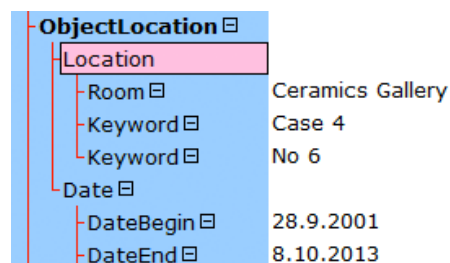 ObjectLocation
Location
Room Ceramics Gallery
Keyword Case 4
Keyword No 6
Date
DateBegin 28.9.2001
DateEnd 8.10.2013